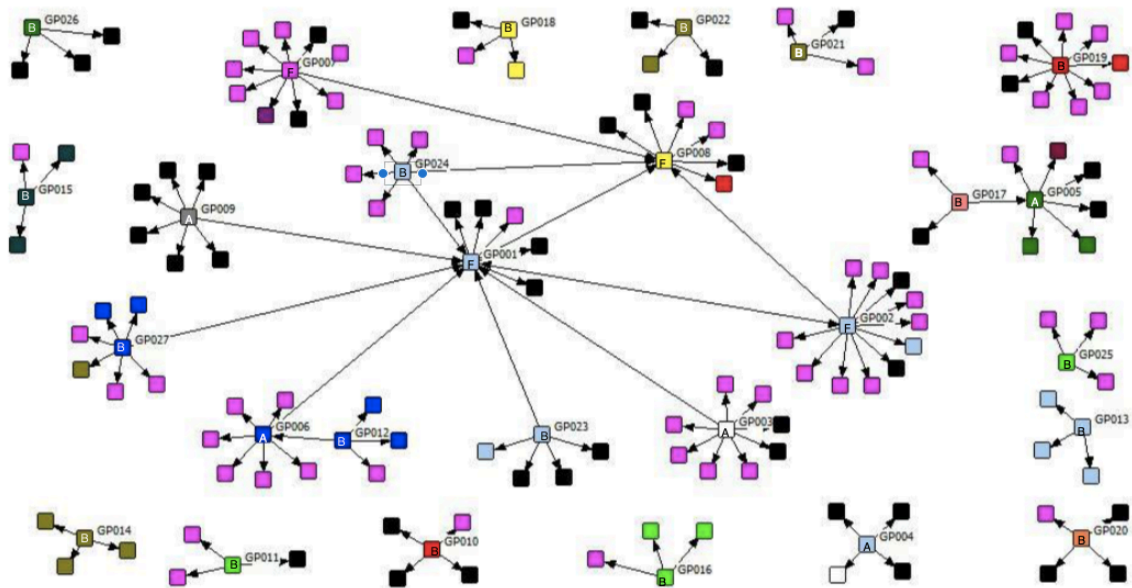 B GP026
B GP018
B GP022
B GP021
F GP007
B GP019
F GP008
B GP024
B GP015
B GP017
A GP005
A GP009
F GP001
F GP002
B GP027
B GP025
A GP006
B GP012
B GP023
A GP003
B GP013
B GP014
B GP011
B GP010
B GP016
A GP004
B GP020